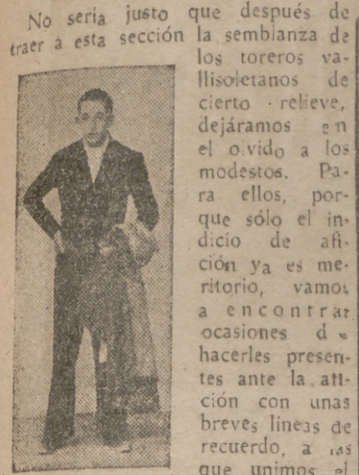 No sería justo que después de
traer a esta sección la semblanza de
los toreros va-
llisoletanos de
cierto relieve,
dejáramos en
el olvido a los
modestos. Pa-
ra ellos, por-
que sólo el in-
dicio de afi-
ción ya es me-
ritorio, vamos
a encontrar
ocasiones de
hacerles presen-
tes ante la afi-
ción con unas
breves líneas de
recuerdo, a las
que unimos el